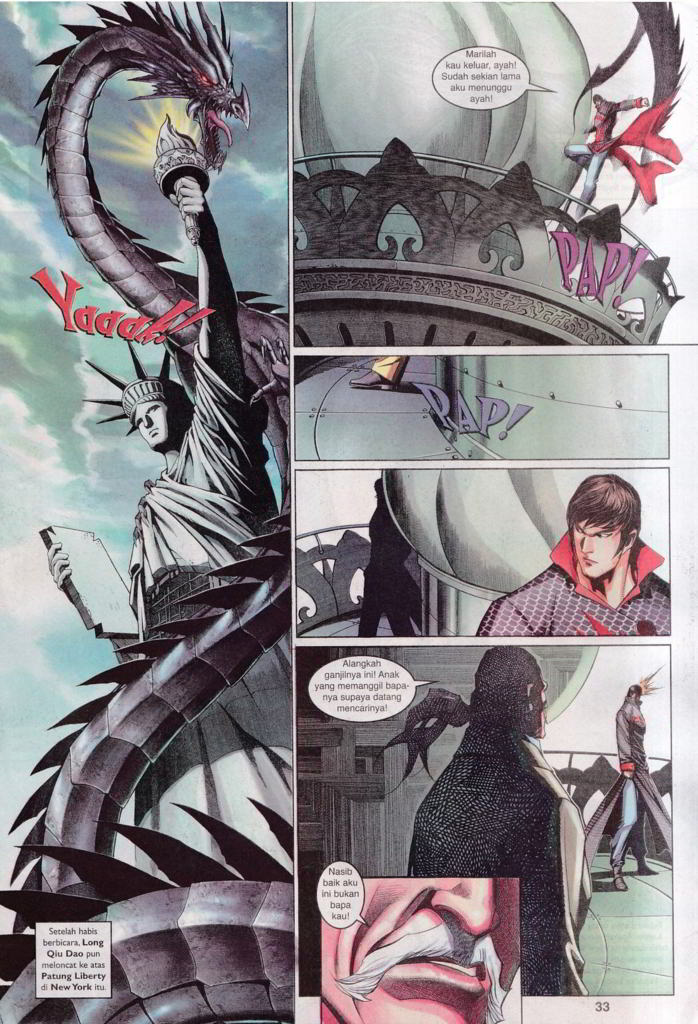 Yaaah!
Setelah habis
berbicara, Long
Qiu Dao pun
meloncat ke atas
Patung Liberty
di New York itu.
Marilah
kau keluar, ayah!
Sudah sekian lama
aku menunggu
ayah!
PAP!
PAP!
Alangkah
ganjilnya ini! Anak
yang memanggil bapa-
nya supaya datang
mencarinya!
Nasib
baik aku
ini bukan
bapa
kau!
33